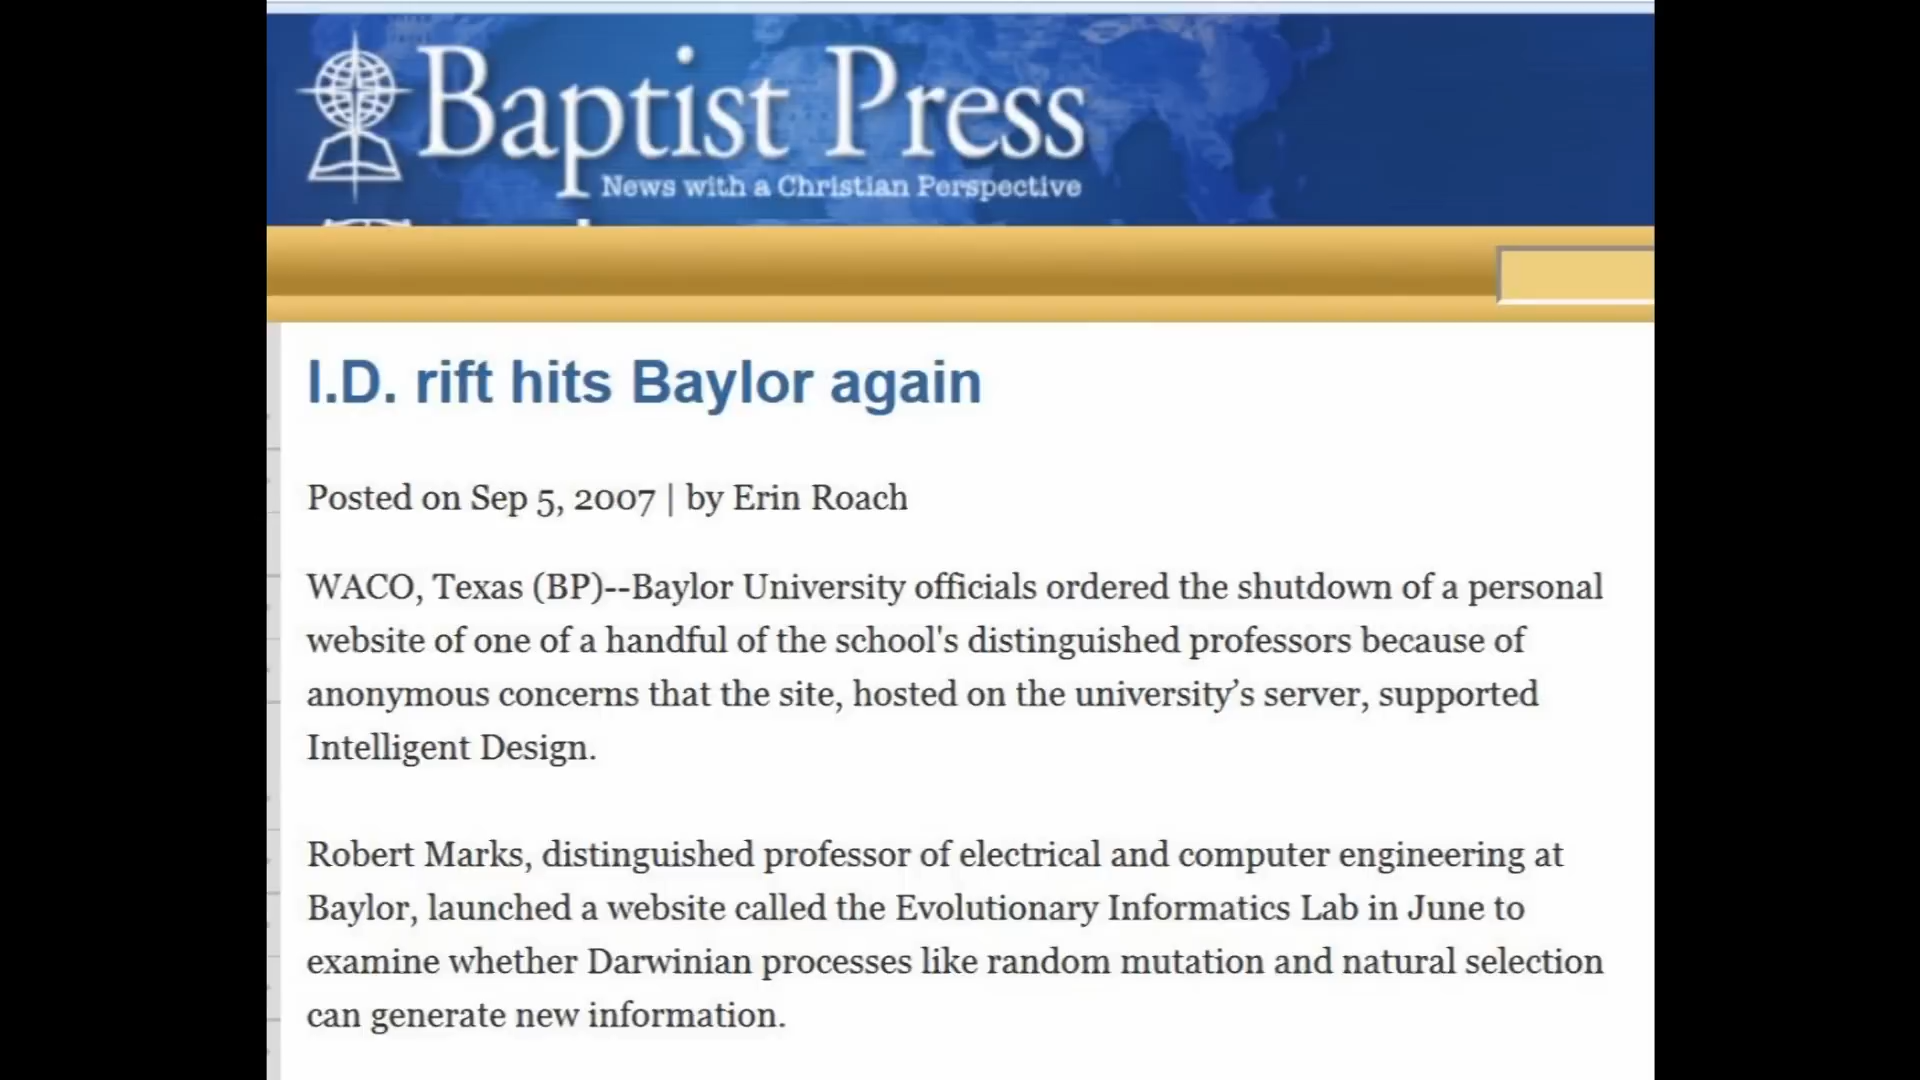 Baptist Press
News with a Christian Perspective
I.D. rift hits Baylor again
Posted on Sep 5, 2007 | by Erin Roach
WACO, Texas (BP)--Baylor University officials ordered the shutdown of a personal
website of one of a handful of the school's distinguished professors because of
anonymous concerns that the site, hosted on the university’s server, supported
Intelligent Design.
Robert Marks, distinguished professor of electrical and computer engineering at
Baylor, launched a website called the Evolutionary Informatics Lab in June to
examine whether Darwinian processes like random mutation and natural selection
can generate new information.